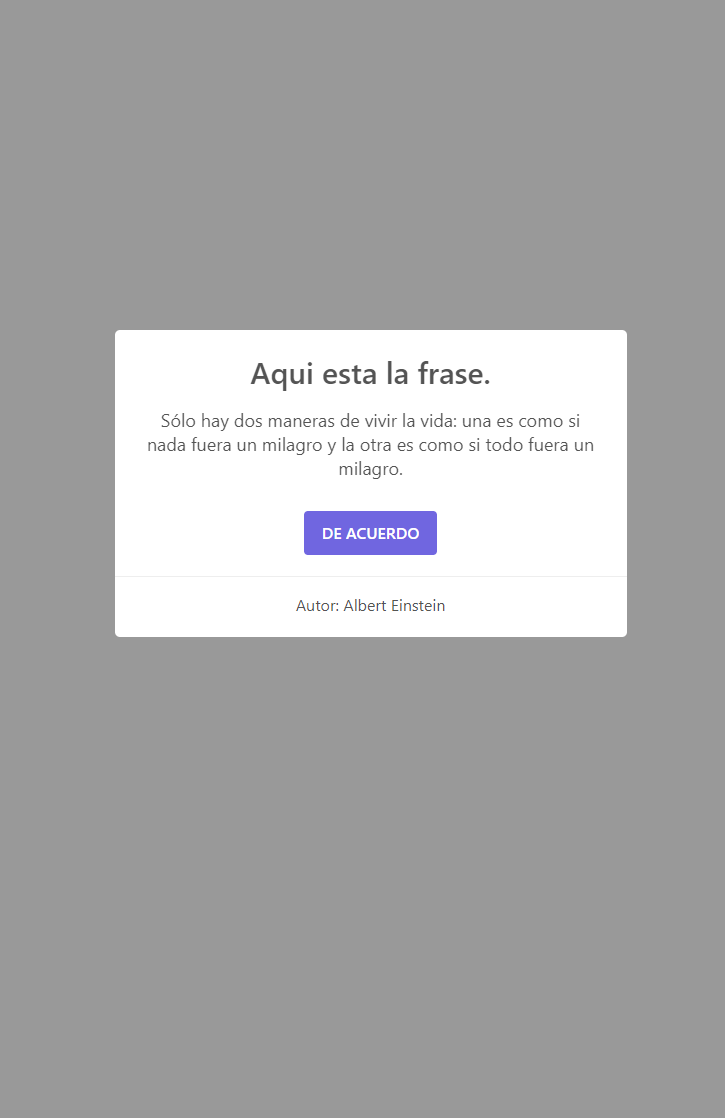 Aqui esta la frase.
Sólo hay dos maneras de vivir la vida: una es como si
nada fuera un milagro y la otra es como si todo fuera un
milagro.
DE ACUERDO
Autor: Albert Einstein